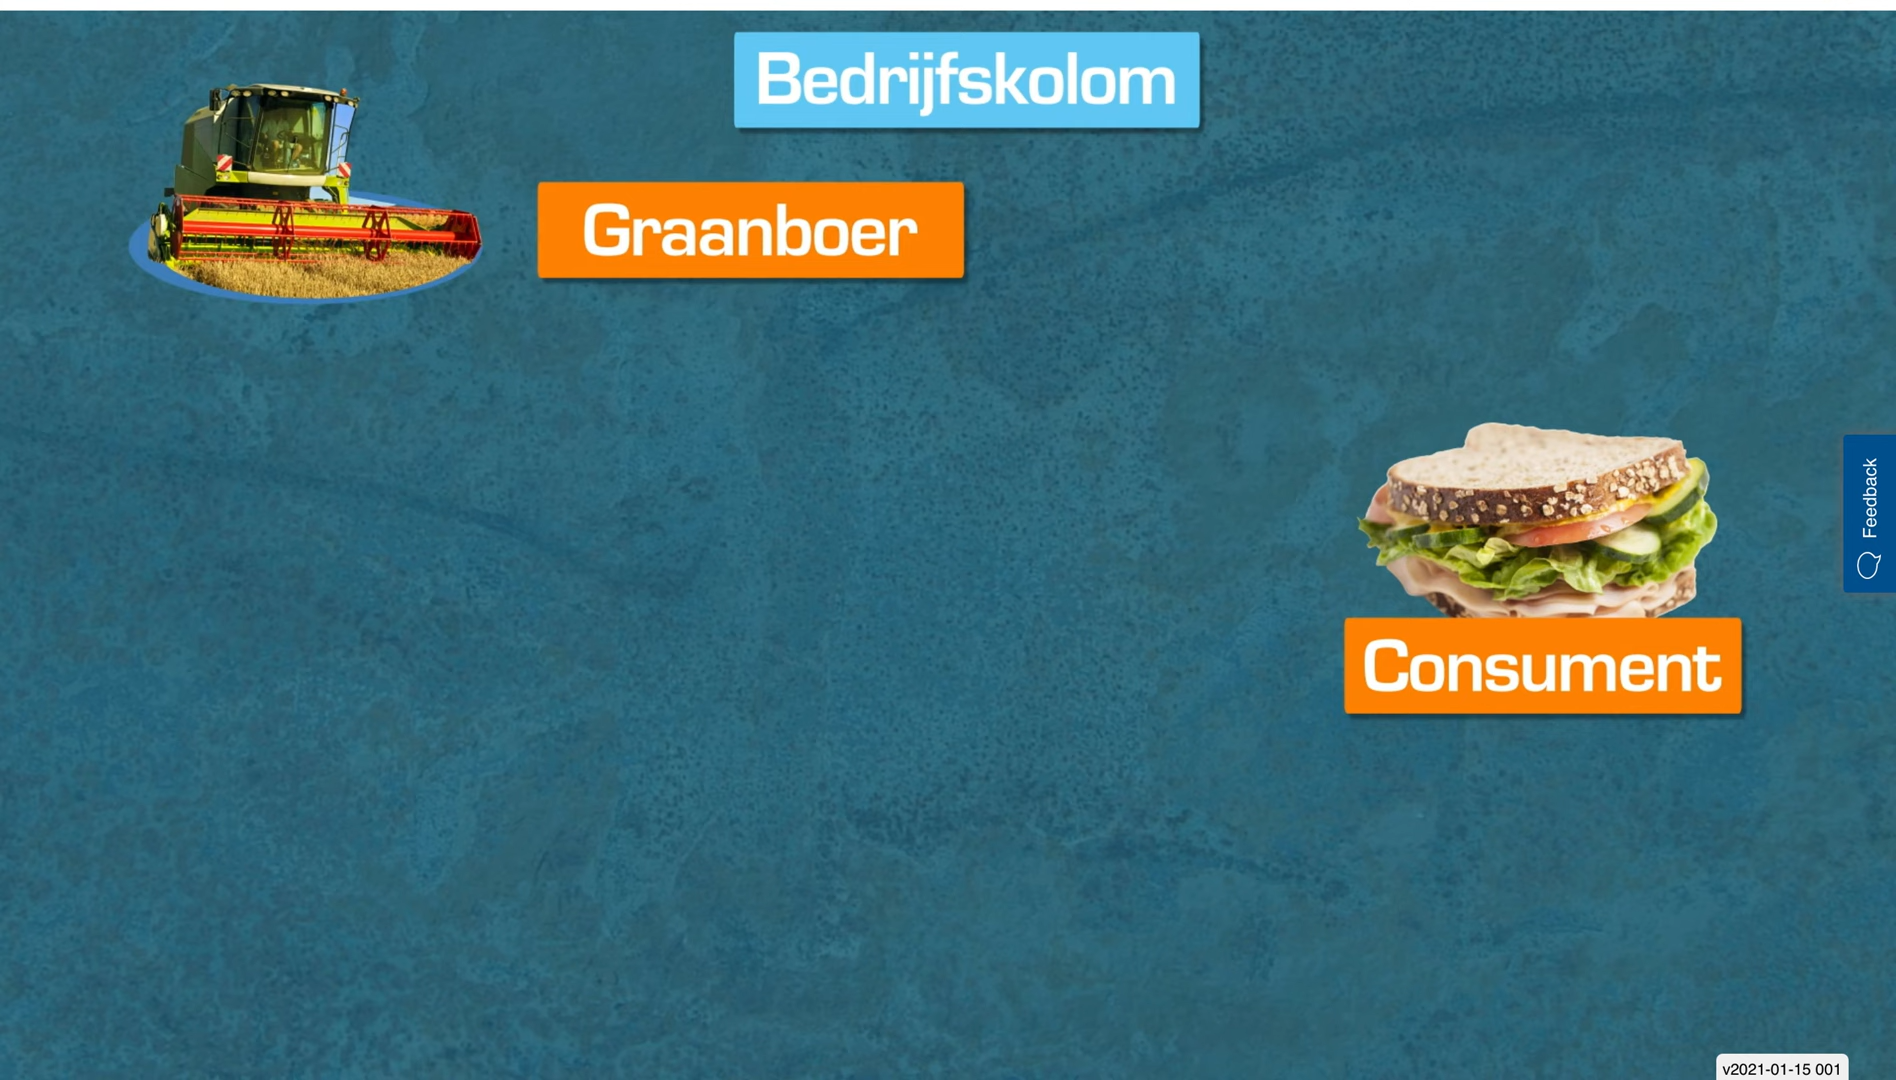 Bedrijfskolom
Graanboer
Consument
Feedback
v2021-01-15 001